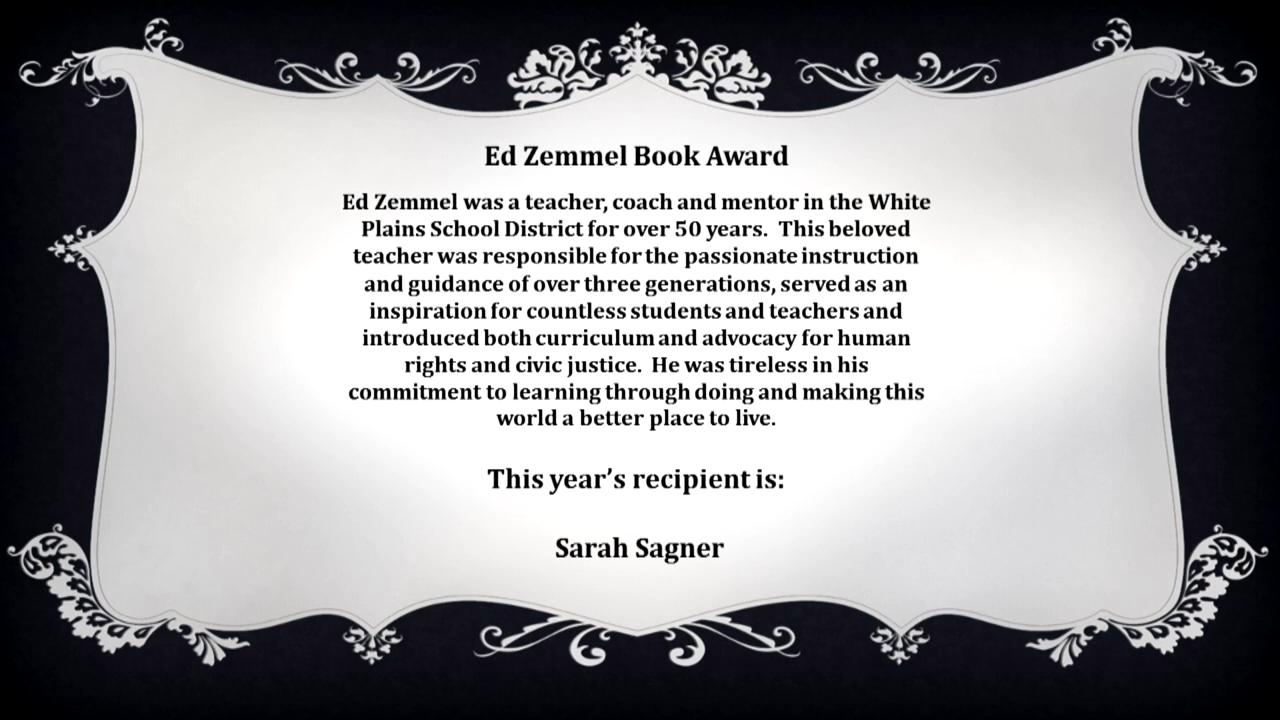 Ed Zemmel Book Award
Ed Zemmel was a teacher, coach and mentor in the White
Plains School District for over 50 years.  This beloved
teacher was responsible for the passionate instruction
and guidance of over three generations, served as an
inspiration for countless students and teachers and
introduced both curriculum and advocacy for human
rights and civic justice.  He was tireless in his
commitment to learning through doing and making this
world a better place to live.
This year’s recipient is:
Sarah Sagner